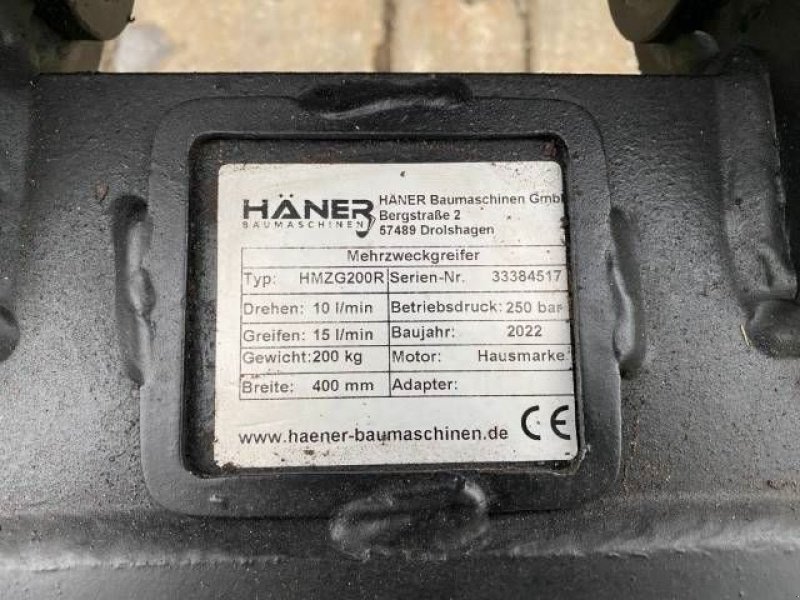 HÄNER
BAUMASCHINEN
HÄNER Baumaschinen Gmb
Bergstraße 2
57489 Drolshagen
Mehrzweckgreifer
Typ: HMZG200R Serien-Nr. 33384517
Drehen: 10 l/min Betriebsdruck: 250 bar
Greifen: 15 l/min Baujahr: 2022
Gewicht: 200 kg Motor: Hausmarke
Breite: 400 mm Adapter:
www.haener-baumaschinen.de CE